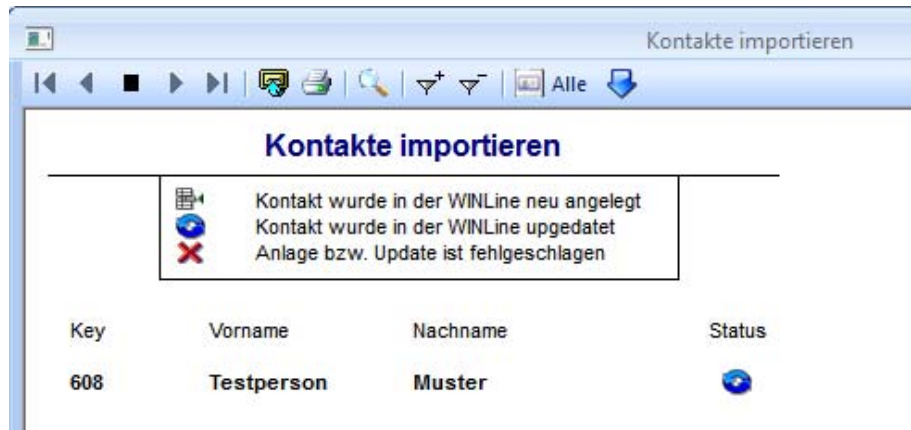 Kontakte importieren
Alle
Kontakte importieren
Kontakt wurde in der WINLine neu angelegt
Kontakt wurde in der WINLine upgedatet
Anlage bzw. Update ist fehlgeschlagen
Key Vorname Nachname Status
608 Testperson Muster